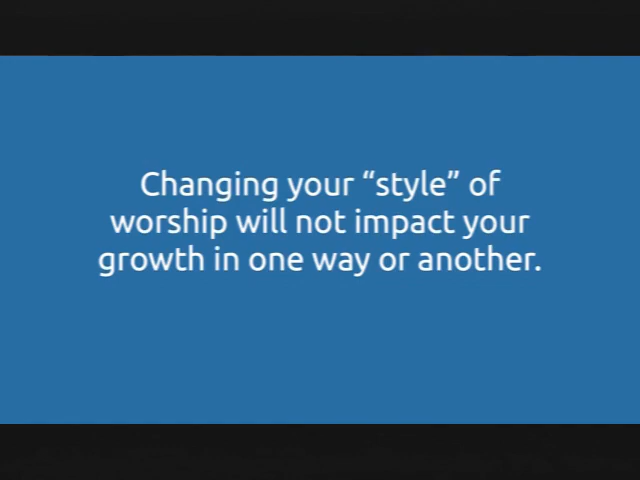 Changing your “style” of
worship will not impact your
growth in one way or another.